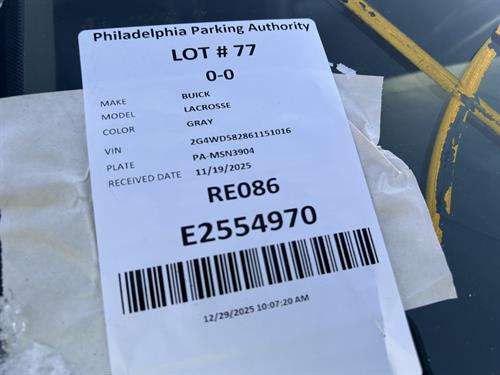 Philadelphia Parking Authority
LOT # 77
0-0
MAKE BUICK
MODEL LACROSSE
COLOR GRAY
VIN 2G4WD582861151016
PLATE PA-MSN3904
RECEIVED DATE 11/19/2025
RE086
E2554970
12/29/2025 10:07:20 AM